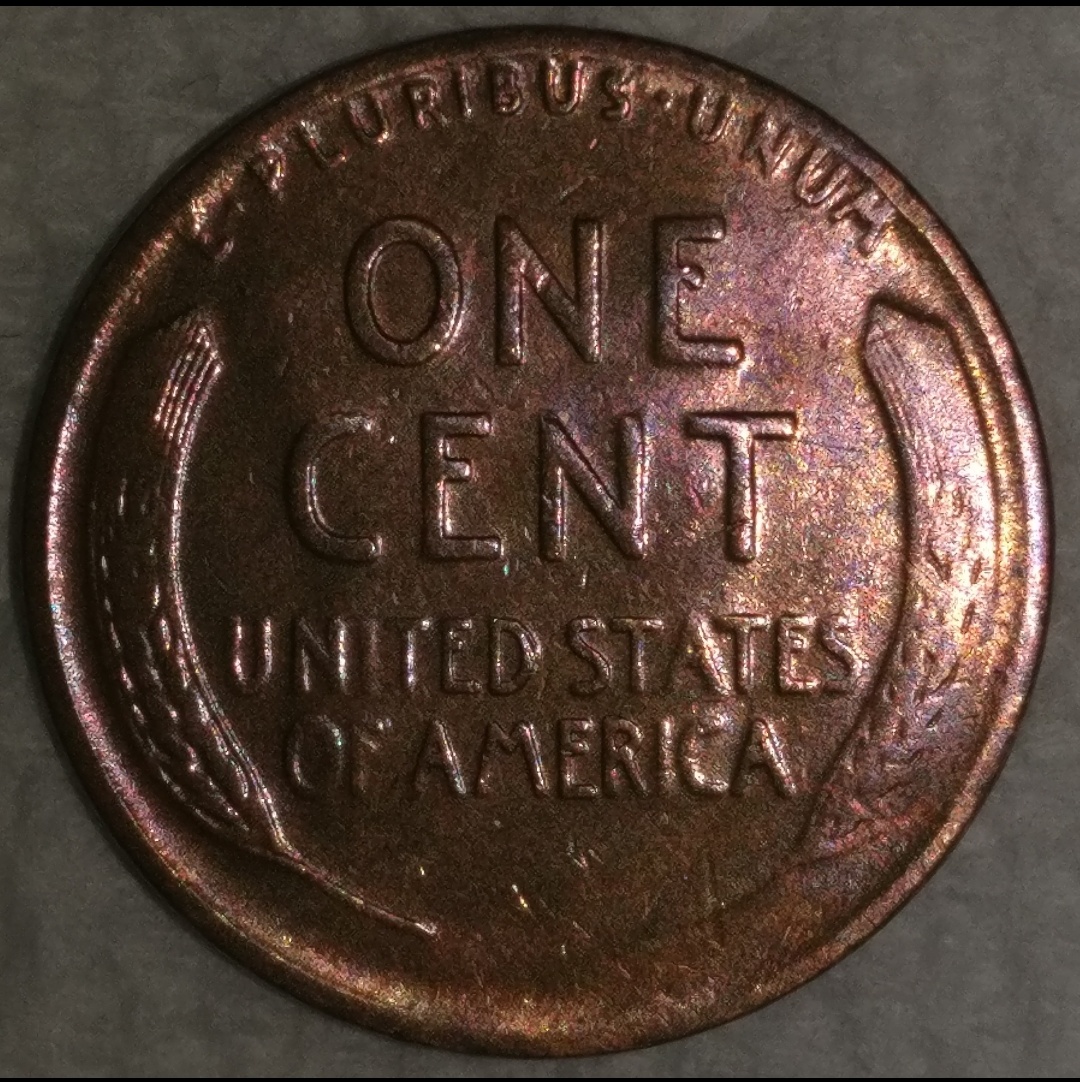 E · PLURIBUS · UNUM
ONE
CENT
UNITED STATES
OF AMERICA